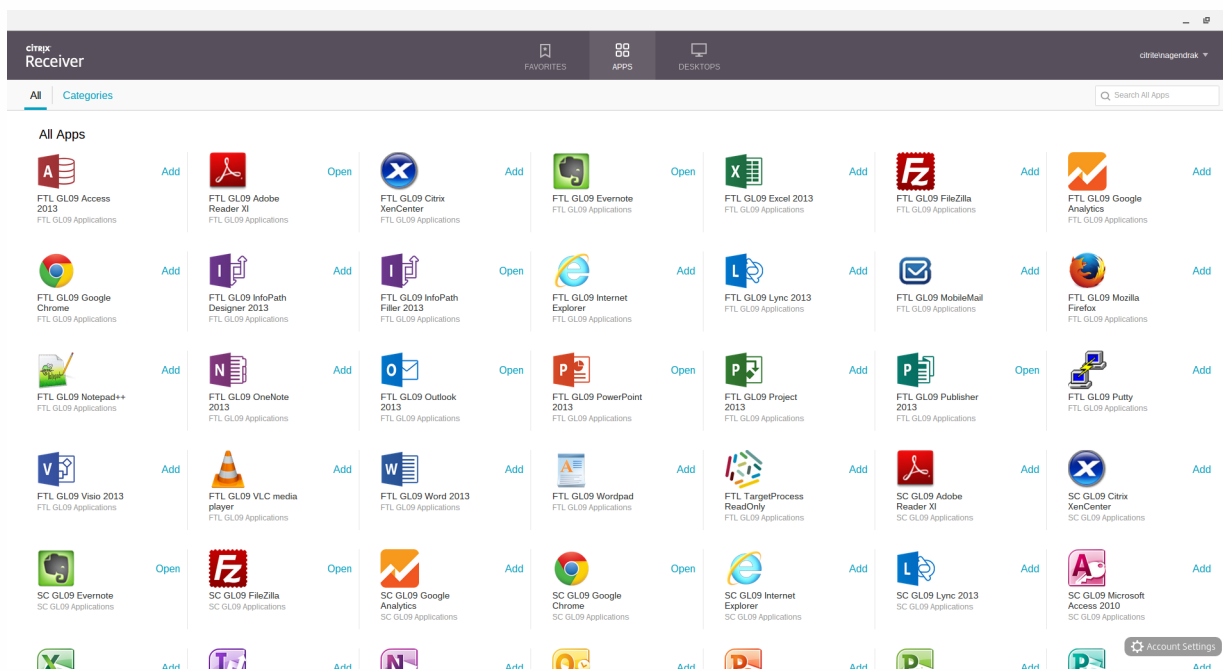 citrix
Receiver
FAVORITES
APPS
DESKTOPS
citrite\nagendrak
All
Categories
Search All Apps
All Apps
Add
Open
Add
Open
Add
Add
Add
FTL GL09 Access
2013
FTL GL09 Applications
FTL GL09 Adobe
Reader XI
FTL GL09 Applications
FTL GL09 Citrix
XenCenter
FTL GL09 Applications
FTL GL09 Evernote
FTL GL09 Applications
FTL GL09 Excel 2013
FTL GL09 Applications
FTL GL09 FileZilla
FTL GL09 Applications
FTL GL09 Google
Analytics
FTL GL09 Applications
Add
Add
Open
Add
Add
Add
Add
FTL GL09 Google
Chrome
FTL GL09 Applications
FTL GL09 InfoPath
Designer 2013
FTL GL09 Applications
FTL GL09 InfoPath
Filler 2013
FTL GL09 Applications
FTL GL09 Internet
Explorer
FTL GL09 Applications
FTL GL09 Lync 2013
FTL GL09 Applications
FTL GL09 MobileMail
FTL GL09 Applications
FTL GL09 Mozilla
Firefox
FTL GL09 Applications
Add
Add
Open
Open
Add
Open
Add
FTL GL09 Notepad++
FTL GL09 Applications
FTL GL09 OneNote
2013
FTL GL09 Applications
FTL GL09 Outlook
2013
FTL GL09 Applications
FTL GL09 PowerPoint
2013
FTL GL09 Applications
FTL GL09 Project
2013
FTL GL09 Applications
FTL GL09 Publisher
2013
FTL GL09 Applications
FTL GL09 Putty
FTL GL09 Applications
Add
Add
Add
Add
Add
Add
Add
FTL GL09 Visio 2013
FTL GL09 Applications
FTL GL09 VLC media
player
FTL GL09 Applications
FTL GL09 Word 2013
FTL GL09 Applications
FTL GL09 Wordpad
FTL GL09 Applications
FTL TargetProcess
ReadOnly
FTL GL09 Applications
SC GL09 Adobe
Reader XI
SC GL09 Applications
SC GL09 Citrix
XenCenter
SC GL09 Applications
Open
Open
Add
Open
Add
Add
Add
SC GL09 Evernote
SC GL09 Applications
SC GL09 FileZilla
SC GL09 Applications
SC GL09 Google
Analytics
SC GL09 Applications
SC GL09 Google
Chrome
SC GL09 Applications
SC GL09 Internet
Explorer
SC GL09 Applications
SC GL09 Lync 2013
SC GL09 Applications
SC GL09 Microsoft
Access 2010
SC GL09 Applications
Account Settings
Add
Add
Add
Add
Add
Add
Add